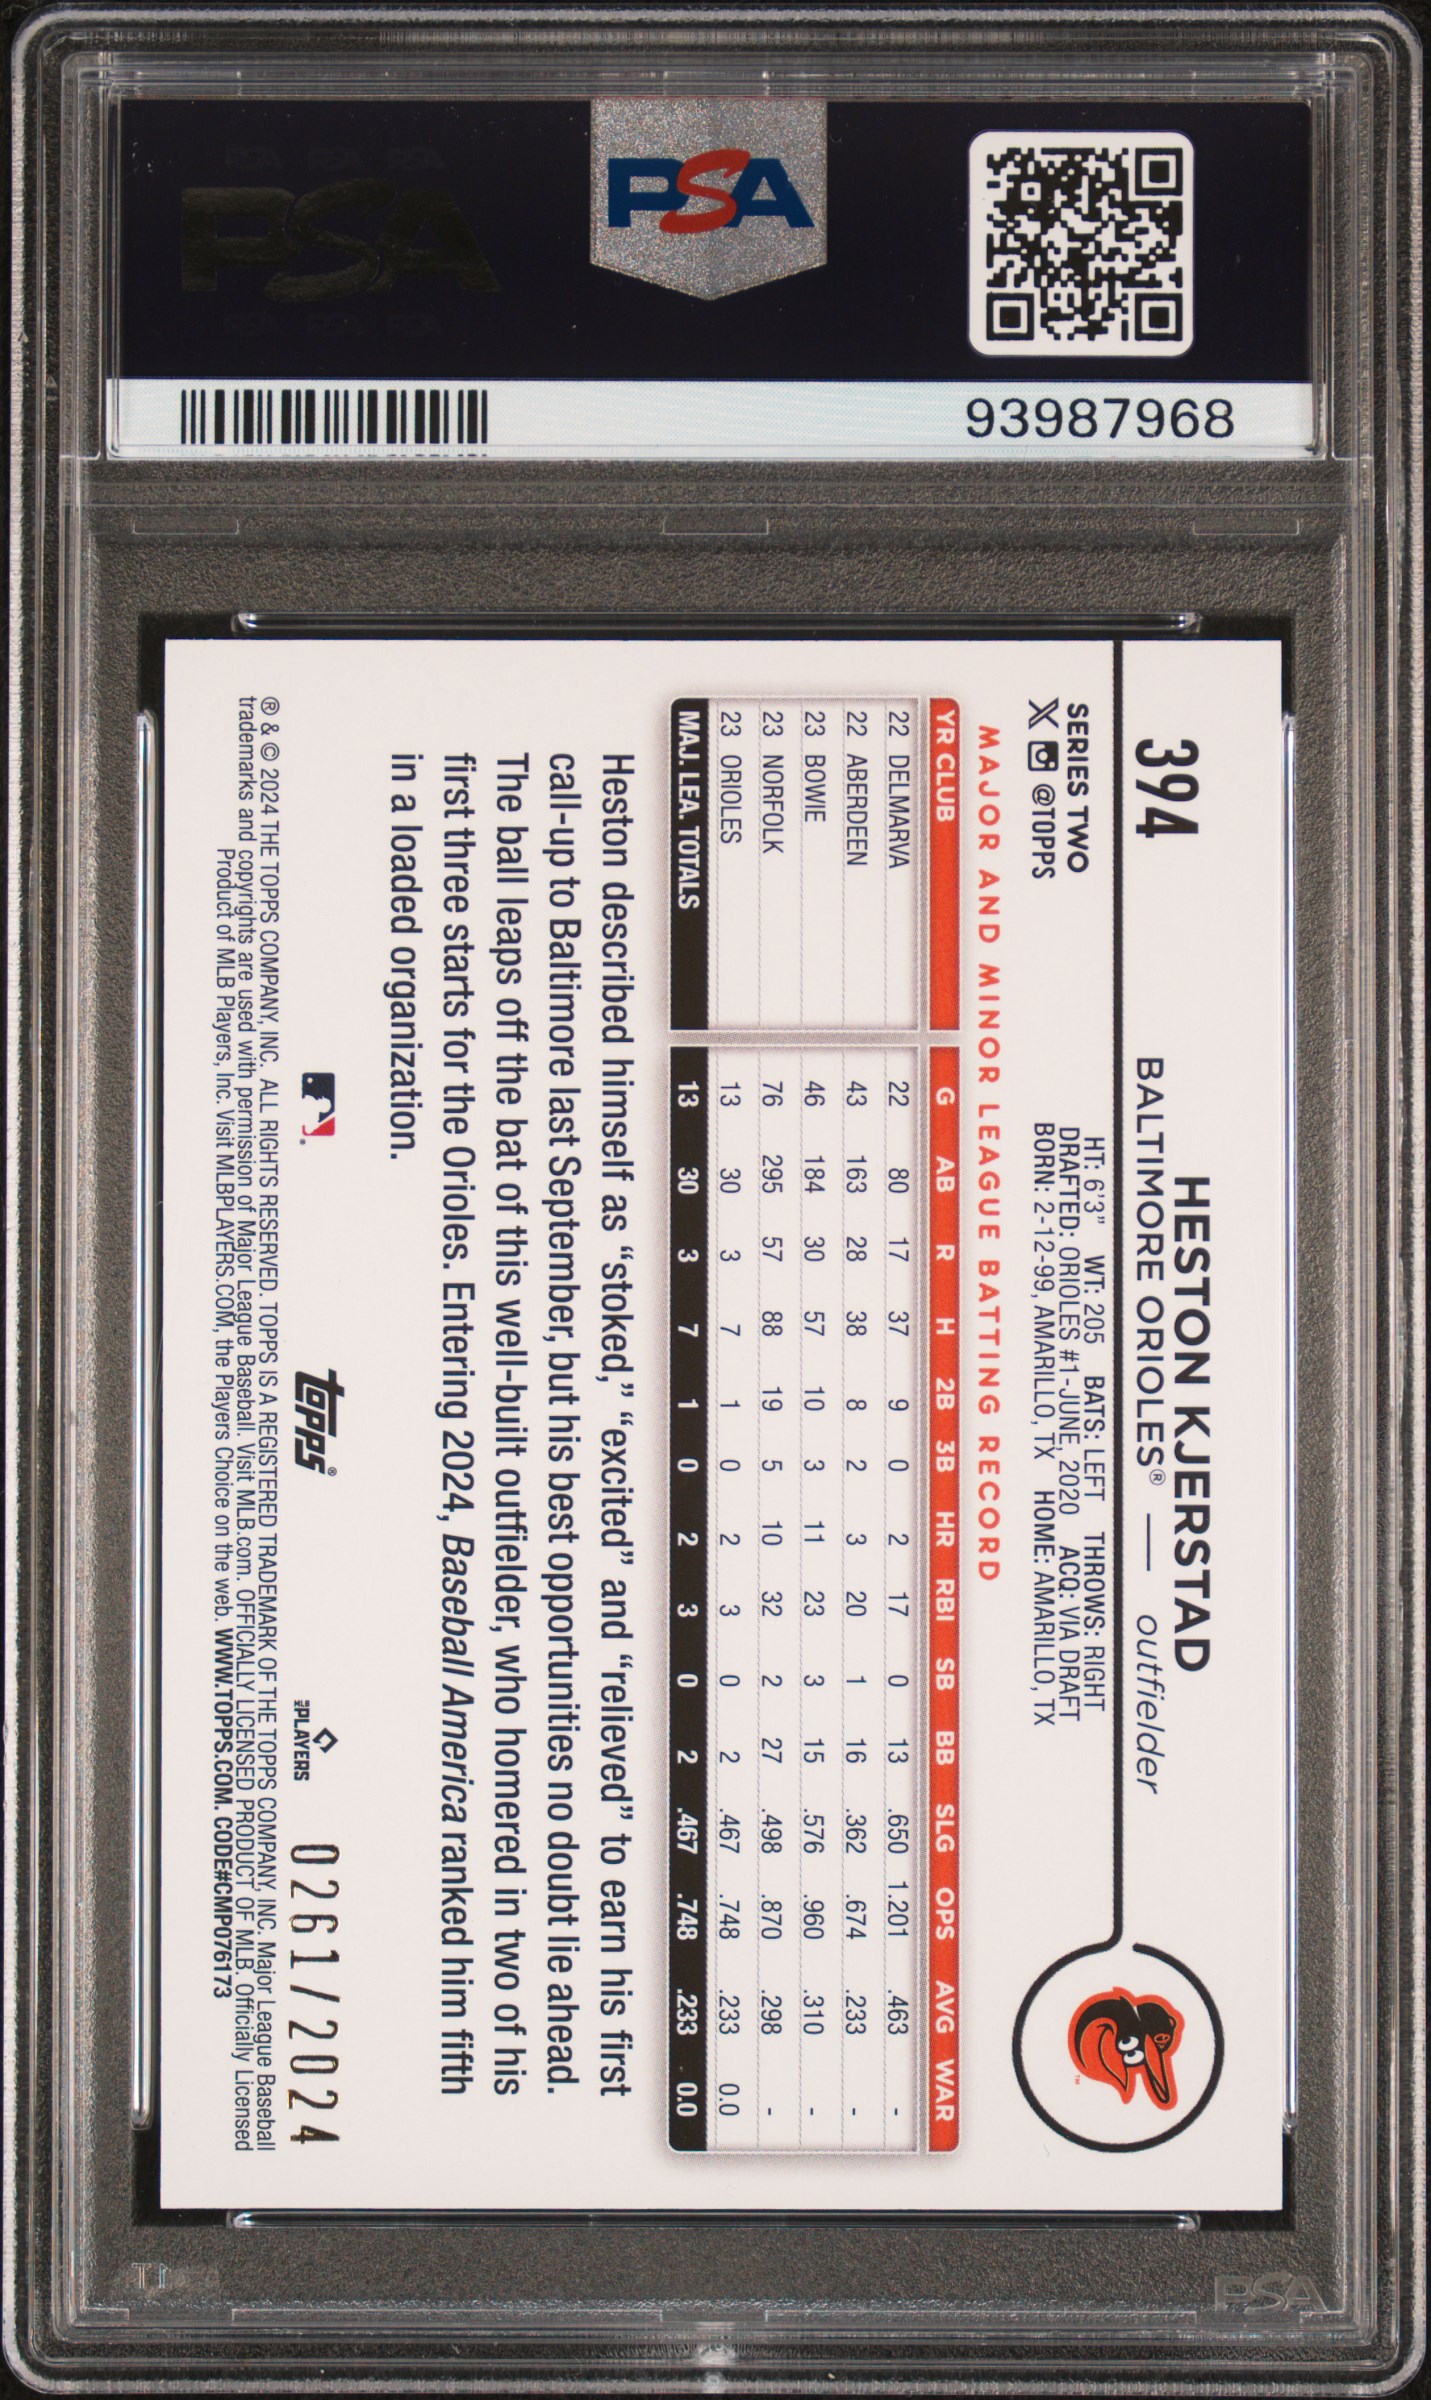 PSA
PSA
93987968
394
HESTON KJERSTAD
BALTIMORE ORIOLES® — outfielder
SERIES TWO
X @TOPPS
HT: 6'3" WT: 205 BATS: LEFT THROWS: RIGHT
DRAFTED: ORIOLES #1-JUNE, 2020 ACQ: VIA DRAFT
BORN: 2-12-99, AMARILLO, TX HOME: AMARILLO, TX
MAJOR AND MINOR LEAGUE BATTING RECORD
YR CLUB G AB R H 2B 3B HR RBI SB BB SLG OPS AVG WAR
22 DELMARVA 22 80 17 37 9 0 2 17 0 13 .650 1.201 .463 -
22 ABERDEEN 43 163 28 38 8 2 3 20 1 16 .362 .674 .233 -
23 BOWIE 46 184 30 57 10 3 11 23 3 15 .576 .960 .310 -
23 NORFOLK 76 295 57 88 19 5 10 32 2 27 .498 .870 .298 -
23 ORIOLES 13 30 3 7 1 0 2 3 0 2 .467 .748 .233 0.0
MAJ. LEA. TOTALS 13 30 3 7 1 0 2 3 0 2 .467 .748 .233 0.0
Heston described himself as “stoked,” “excited” and “relieved” to earn his first
call-up to Baltimore last September, but his best opportunities no doubt lie ahead.
The ball leaps off the bat of this well-built outfielder, who homered in two of his
first three starts for the Orioles. Entering 2024, Baseball America ranked him fifth
in a loaded organization.
topps®
PLAYERS
0261/2024
® & © 2024 THE TOPPS COMPANY, INC. ALL RIGHTS RESERVED. TOPPS IS A REGISTERED TRADEMARK OF THE TOPPS COMPANY, INC. Major League Baseball
trademarks and copyrights are used with permission of Major League Baseball. Visit MLB.com. OFFICIALLY LICENSED PRODUCT OF MLB. Officially Licensed
Product of MLB Players, Inc. Visit MLBPLAYERS.COM, the Players Choice on the web. WWW.TOPPS.COM. CODE#CMP076173
PSA